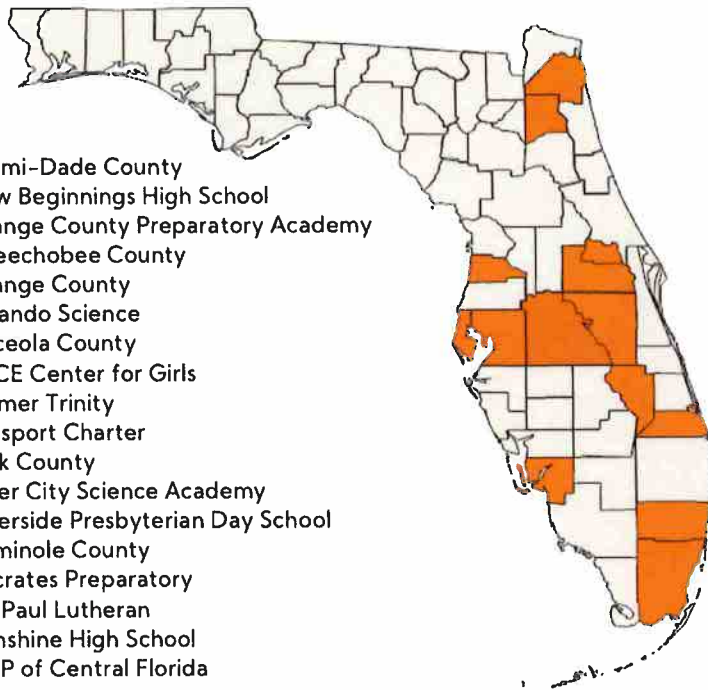 mi-Dade County
w Beginnings High School
ange County Preparatory Academy
eechobee County
ange County
ando Science
ceola County
CE Center for Girls
mer Trinity
sport Charter
k County
er City Science Academy
erside Presbyterian Day School
minole County
crates Preparatory
Paul Lutheran
nshine High School
P of Central Florida